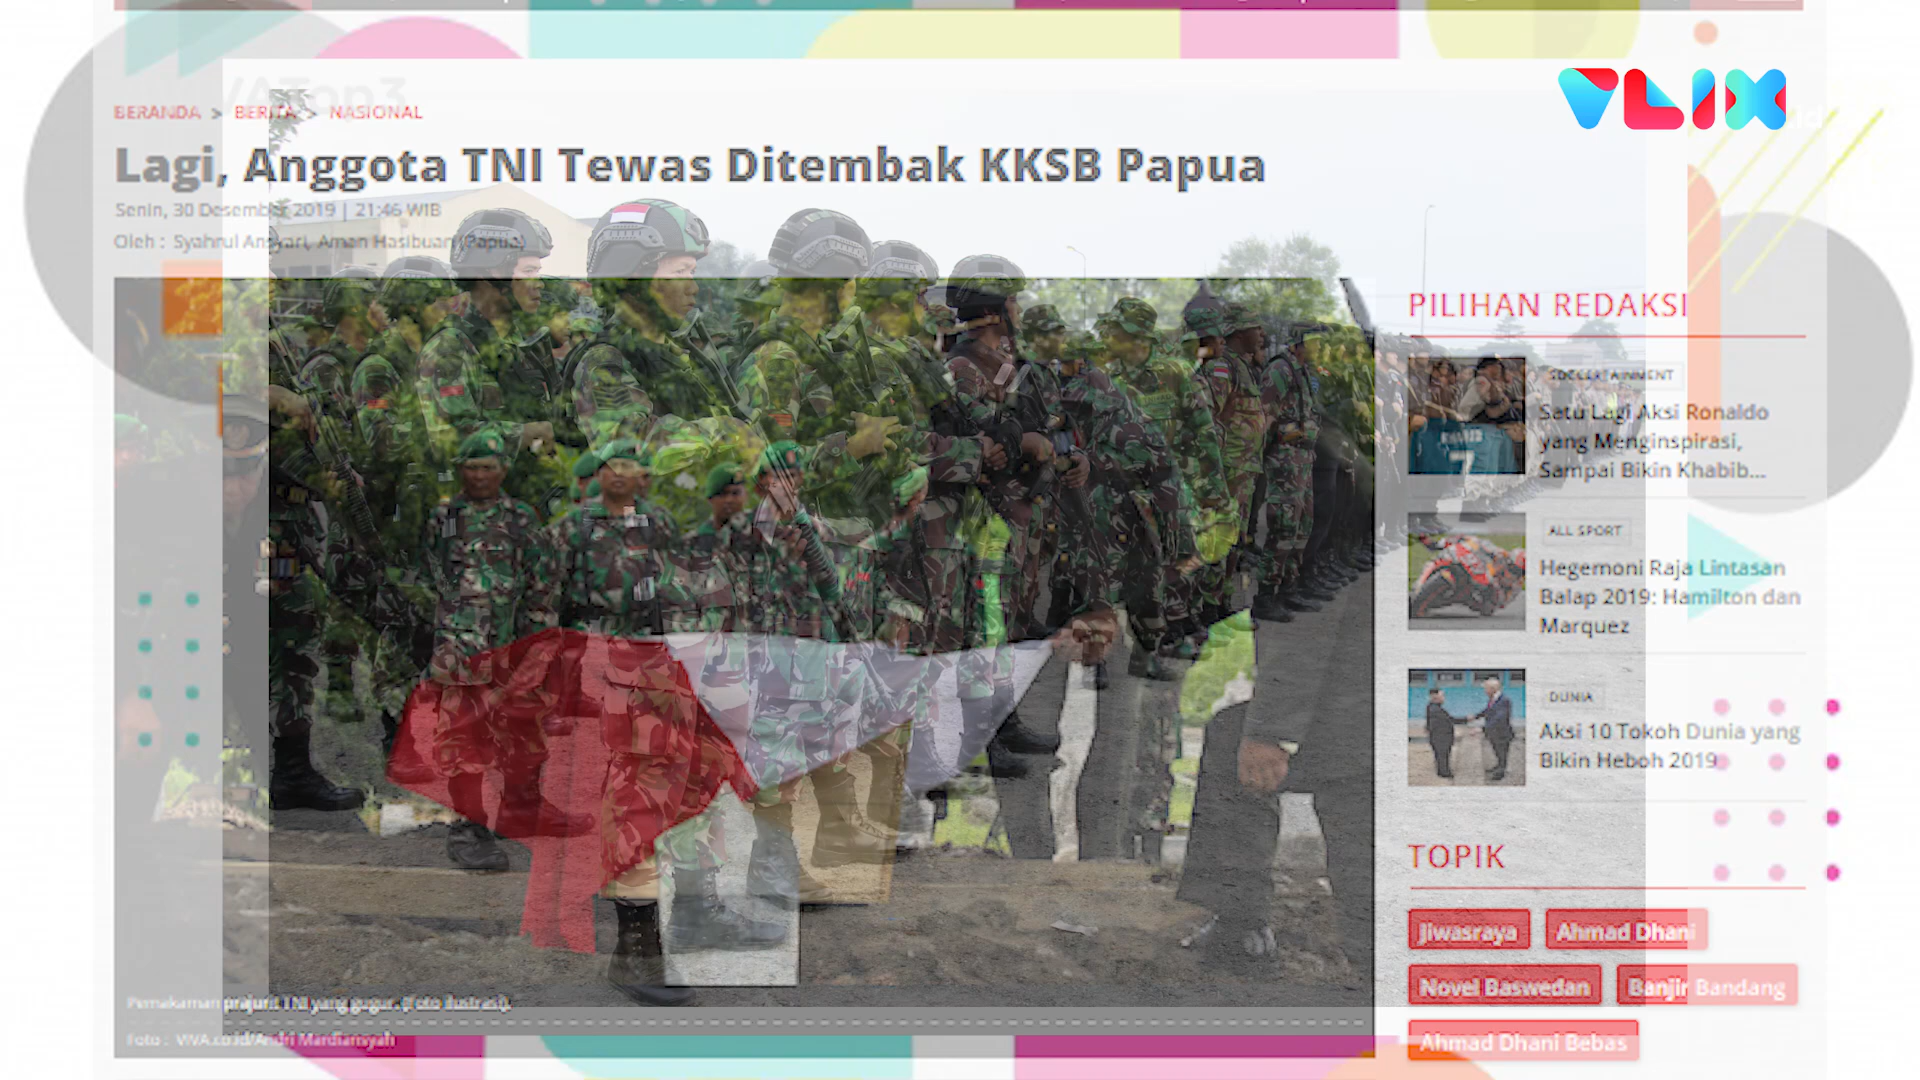 VLIX
BERANDA > BERITA > NASIONAL
Lagi, Anggota TNI Tewas Ditembak KKSB Papua
Senin, 30 Desember 2019 | 21:46 WIB
Oleh : Syahrul Ansyari, Aman Hasibuan (Papua)
PILIHAN REDAKSI
SOCCERTAINMENT
Satu Lagi Aksi Ronaldo
yang Menginspirasi,
Sampai Bikin Khabib...
7
ALL SPORT
Hegemoni Raja Lintasan
Balap 2019: Hamilton dan
Marquez
DUNIA
Aksi 10 Tokoh Dunia yang
Bikin Heboh 2019
TOPIK
Jiwasraya
Ahmad Dhani
Novel Baswedan
Banjir Bandang
Ahmad Dhani Bebas
Pemakaman prajurit TNI yang gugur. (foto ilustrasi).
Foto : VIVA.co.id/Andri Mardiansyah